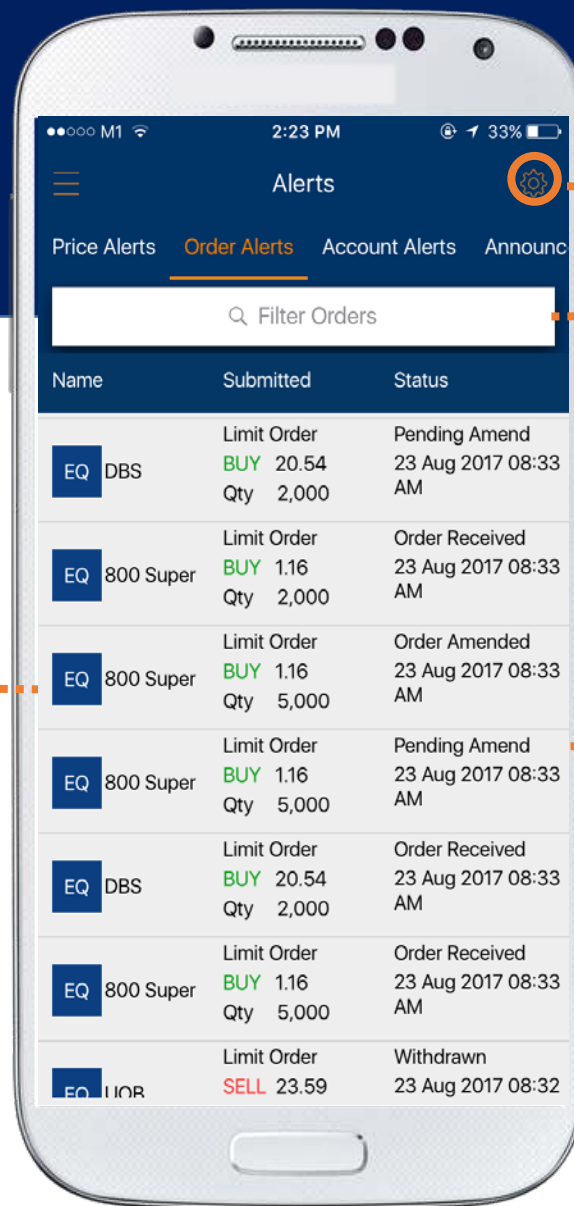 M1 2:23 PM 33%
Alerts
Price Alerts Order Alerts Account Alerts Announc
Filter Orders
Name Submitted Status
Limit Order Pending Amend
EQ DBS BUY 20.54 23 Aug 2017 08:33
Qty 2,000 AM
Limit Order Order Received
EQ 800 Super BUY 1.16 23 Aug 2017 08:33
Qty 2,000 AM
Limit Order Order Amended
EQ 800 Super BUY 1.16 23 Aug 2017 08:33
Qty 5,000 AM
Limit Order Pending Amend
EQ 800 Super BUY 1.16 23 Aug 2017 08:33
Qty 5,000 AM
Limit Order Order Received
EQ DBS BUY 20.54 23 Aug 2017 08:33
Qty 2,000 AM
Limit Order Order Received
EQ 800 Super BUY 1.16 23 Aug 2017 08:33
Qty 5,000 AM
Limit Order Withdrawn
EQ UOB SELL 23.59 23 Aug 2017 08:32